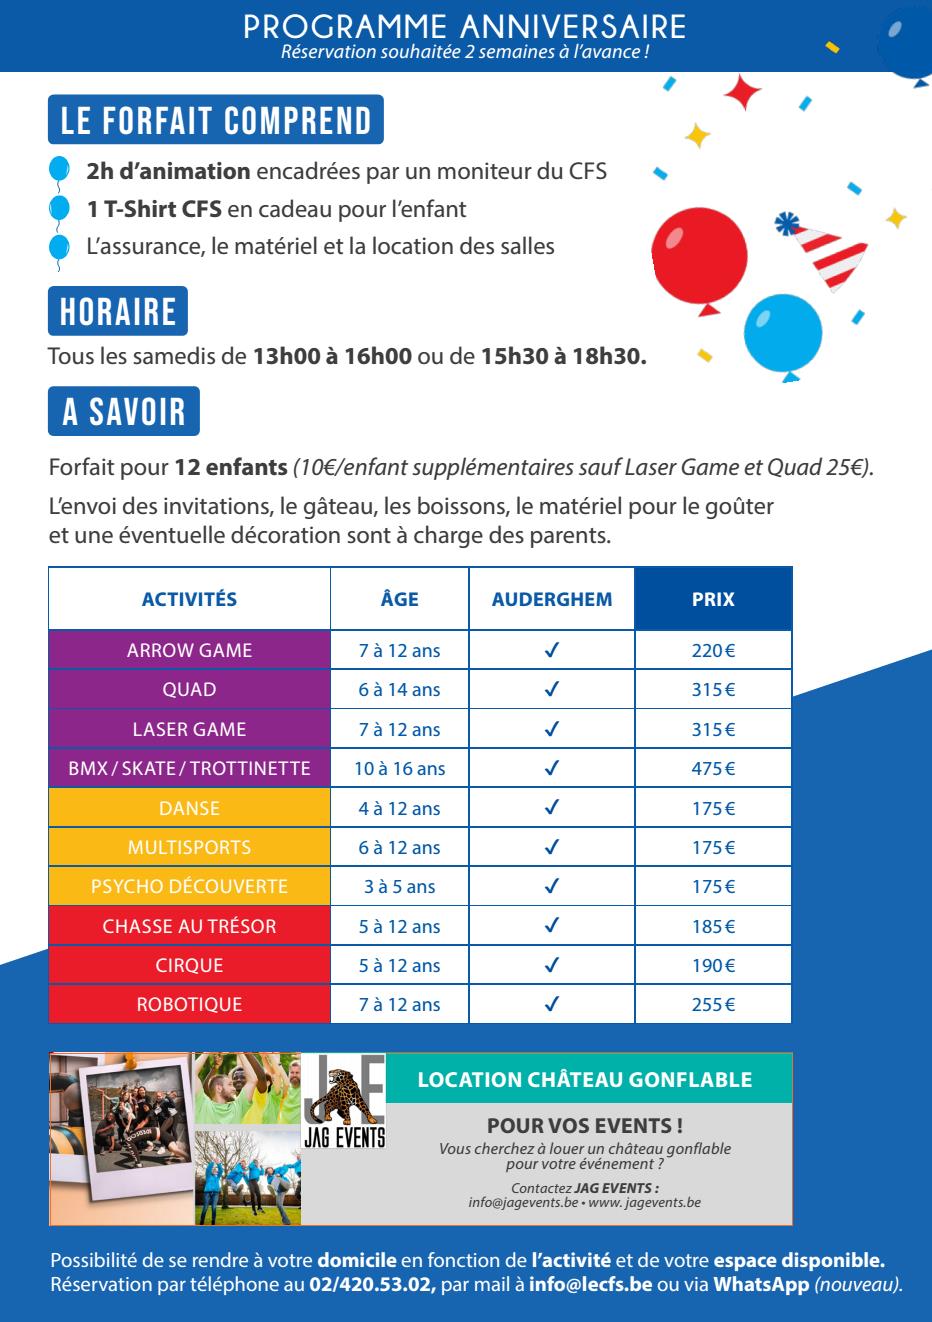 PROGRAMME ANNIVERSAIRE
Réservation souhaitée 2 semaines à l'avance !
LE FORFAIT COMPREND
2h d'animation encadrées par un moniteur du CFS
1 T-Shirt CFS en cadeau pour l'enfant
L'assurance, le matériel et la location des salles
HORAIRE
Tous les samedis de 13h00 à 16h00 ou de 15h30 à 18h30.
A SAVOIR
Forfait pour 12 enfants (10€/enfant supplémentaires sauf Laser Game et Quad 25€).
L'envoi des invitations, le gâteau, les boissons, le matériel pour le goûter
et une éventuelle décoration sont à charge des parents.
ACTIVITÉS ÂGE AUDERGHEM PRIX
ARROW GAME 7 à 12 ans ✓ 220€
QUAD 6 à 14 ans ✓ 315€
LASER GAME 7 à 12 ans ✓ 315€
BMX / SKATE / TROTTINETTE 10 à 16 ans ✓ 475€
DANSE 4 à 12 ans ✓ 175€
MULTISPORTS 6 à 12 ans ✓ 175€
PSYCHO DÉCOUVERTE 3 à 5 ans ✓ 175€
CHASSE AU TRÉSOR 5 à 12 ans ✓ 185€
CIRQUE 5 à 12 ans ✓ 190€
ROBOTIQUE 7 à 12 ans ✓ 255€
JE
JAG EVENTS
LOCATION CHÂTEAU GONFLABLE
POUR VOS EVENTS !
Vous cherchez à louer un château gonflable
pour votre événement ?
Contactez JAG EVENTS :
info@jagevents.be • www. jagevents.be
Possibilité de se rendre à votre domicile en fonction de l'activité et de votre espace disponible.
Réservation par téléphone au 02/420.53.02, par mail à info@lecfs.be ou via WhatsApp (nouveau).